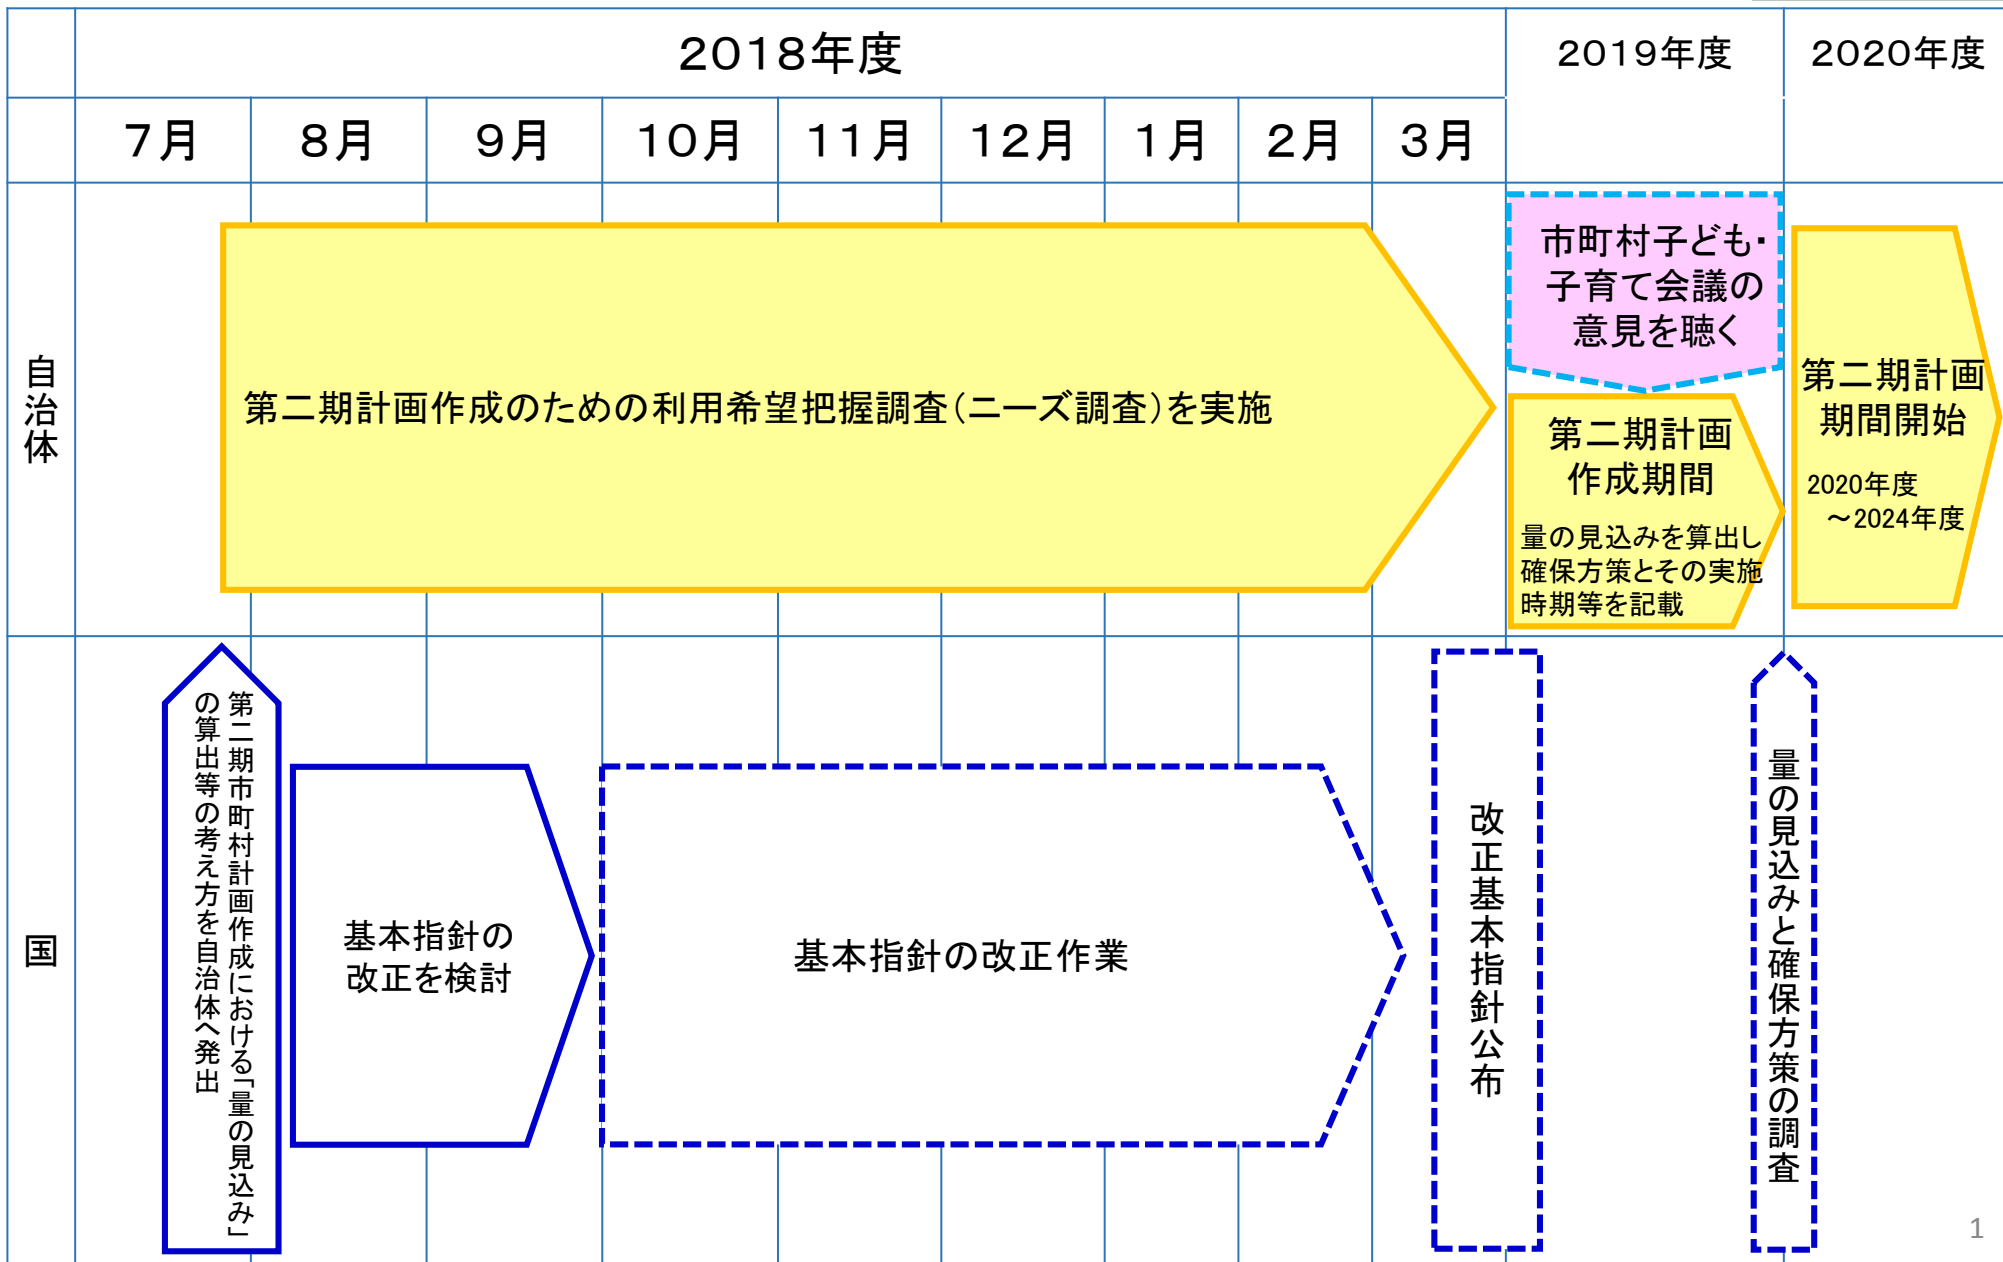 2018年度
2019年度
2020年度
7月
8月
9月
10月
11月
12月
1月
2月
3月
自治体
第二期計画作成のための利用希望把握調査(ニーズ調査)を実施
市町村子ども・
子育て会議の
意見を聴く
第二期計画
作成期間
量の見込みを算出し
確保方策とその実施
時期等を記載
第二期計画
期間開始
2020年度
～2024年度
国
第二期市町村計画作成における「量の見込み」
の算出等の考え方を自治体へ発出
基本指針の
改正を検討
基本指針の改正作業
改正基本指針公布
量の見込みと確保方策の調査
1